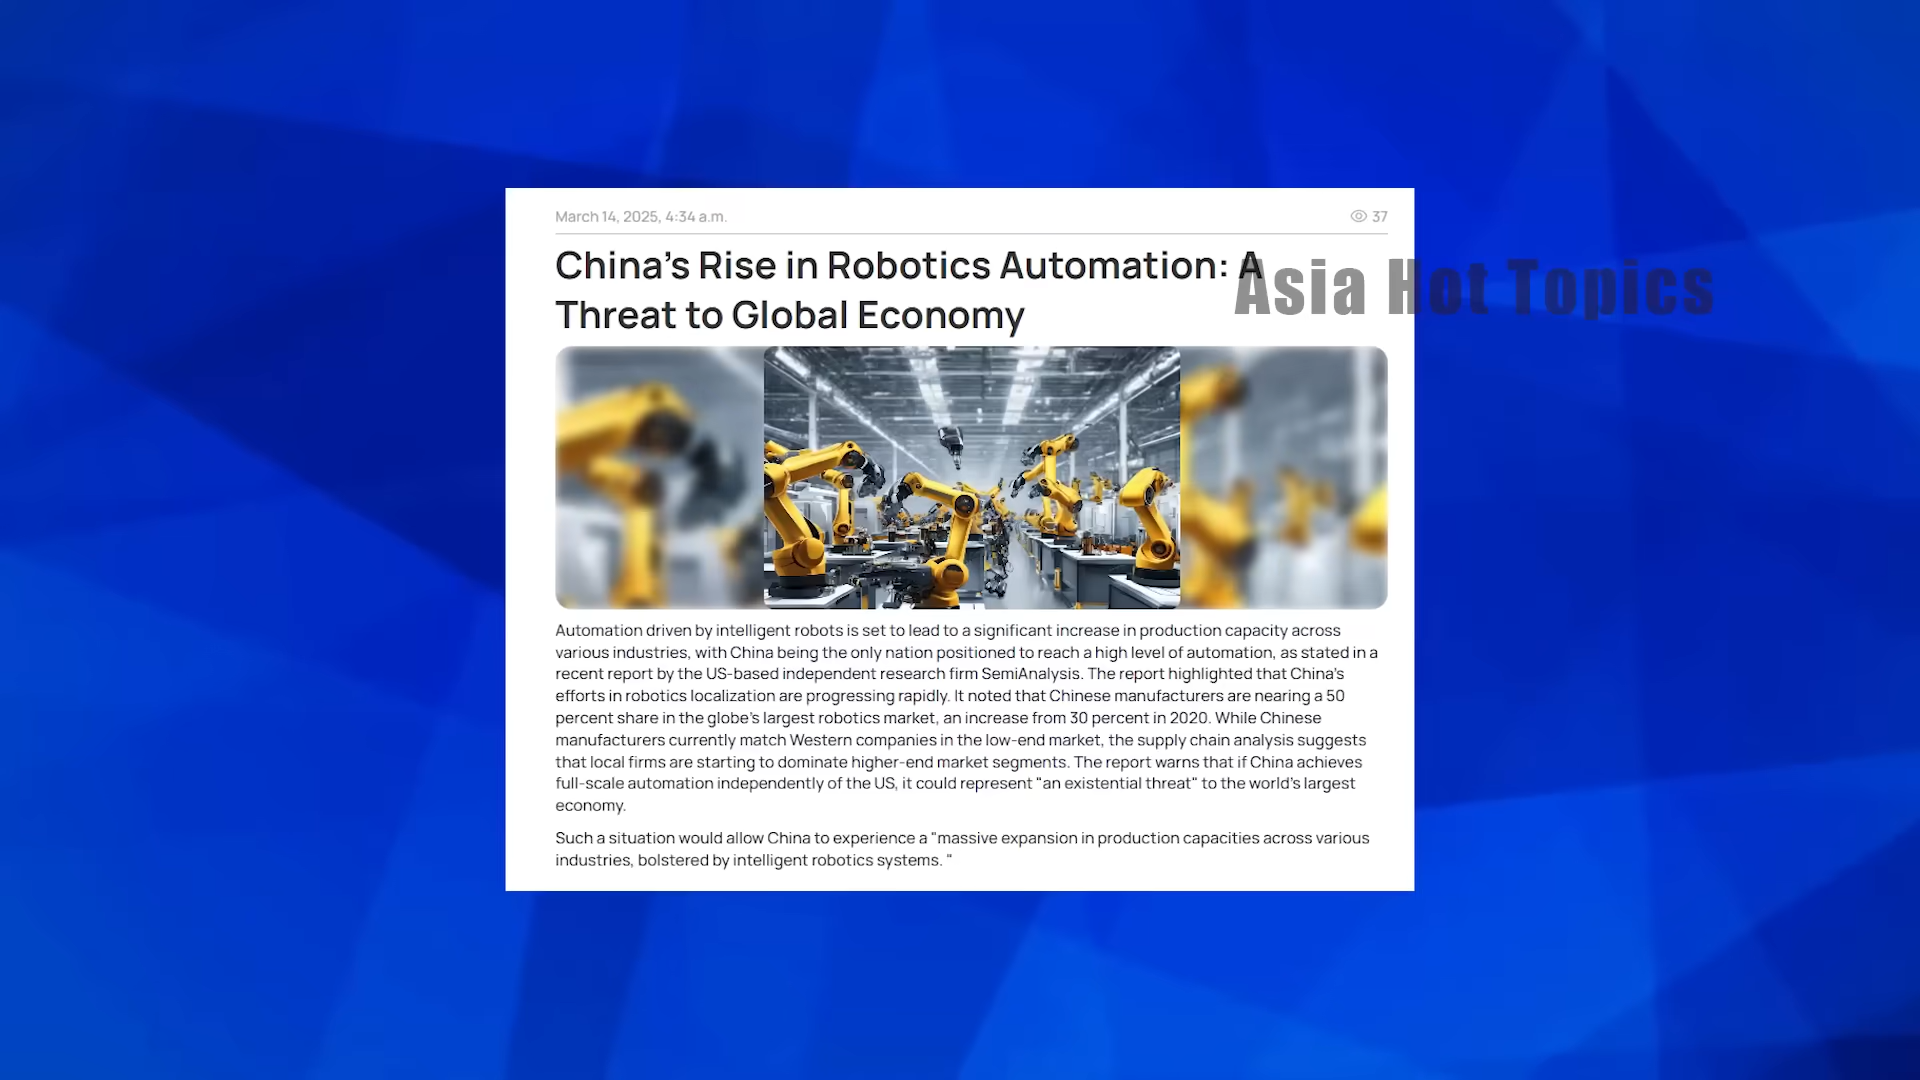 March 14, 2025, 4:34 a.m.
37
China's Rise in Robotics Automation: A
Threat to Global Economy
Asia Hot Topics
Automation driven by intelligent robots is set to lead to a significant increase in production capacity across
various industries, with China being the only nation positioned to reach a high level of automation, as stated in a
recent report by the US-based independent research firm SemiAnalysis. The report highlighted that China's
efforts in robotics localization are progressing rapidly. It noted that Chinese manufacturers are nearing a 50
percent share in the globe's largest robotics market, an increase from 30 percent in 2020. While Chinese
manufacturers currently match Western companies in the low-end market, the supply chain analysis suggests
that local firms are starting to dominate higher-end market segments. The report warns that if China achieves
full-scale automation independently of the US, it could represent "an existential threat" to the world's largest
economy.
Such a situation would allow China to experience a "massive expansion in production capacities across various
industries, bolstered by intelligent robotics systems. "